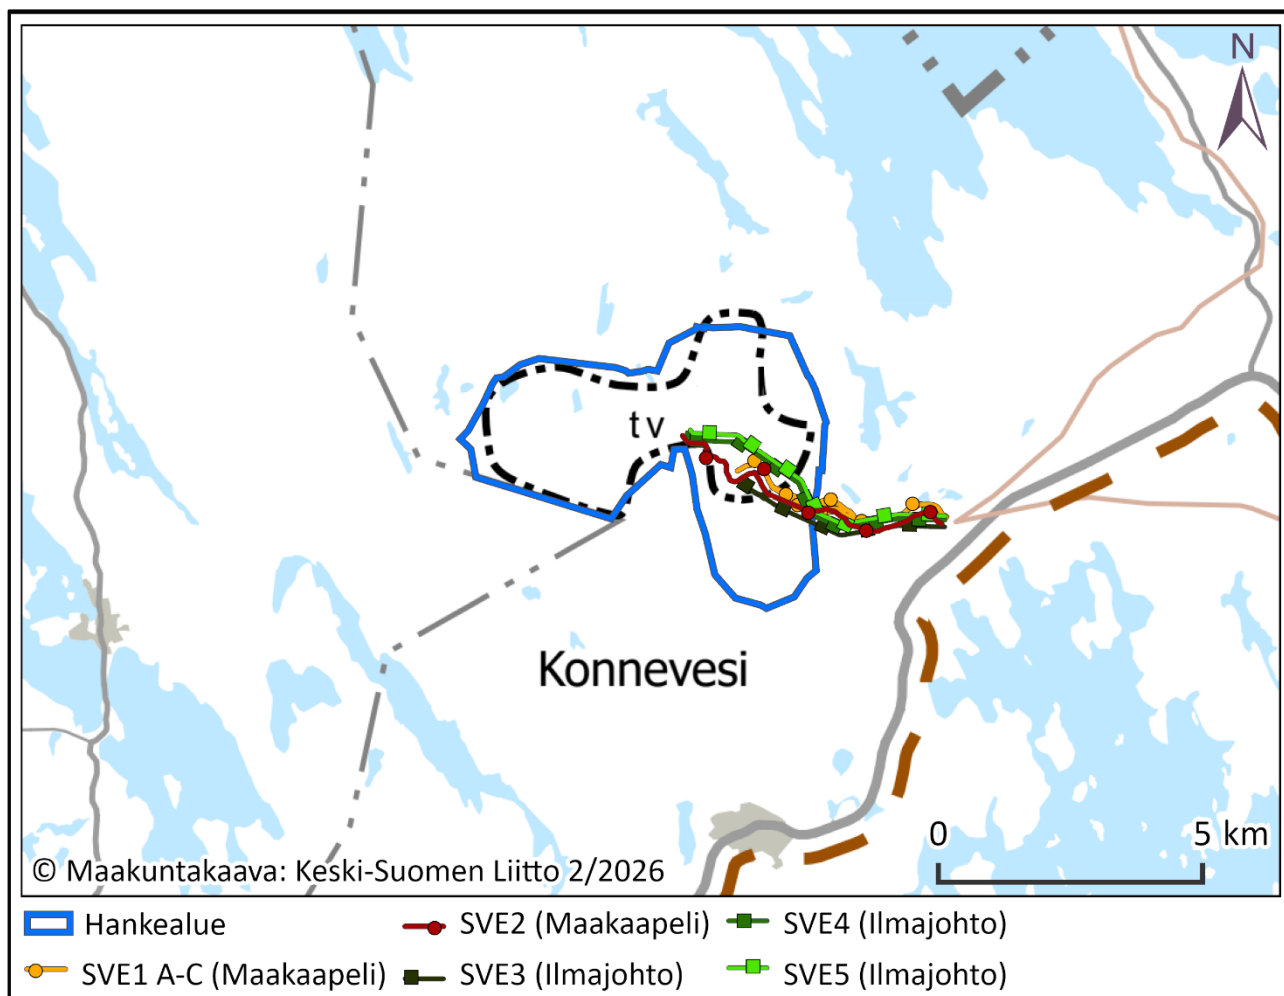 N
tv
Konnevesi
0 5 km
© Maakuntakaava: Keski-Suomen Liitto 2/2026
Hankealue
SVE2 (Maakaapeli)
SVE4 (Ilmajohto)
SVE1 A-C (Maakaapeli)
SVE3 (Ilmajohto)
SVE5 (Ilmajohto)